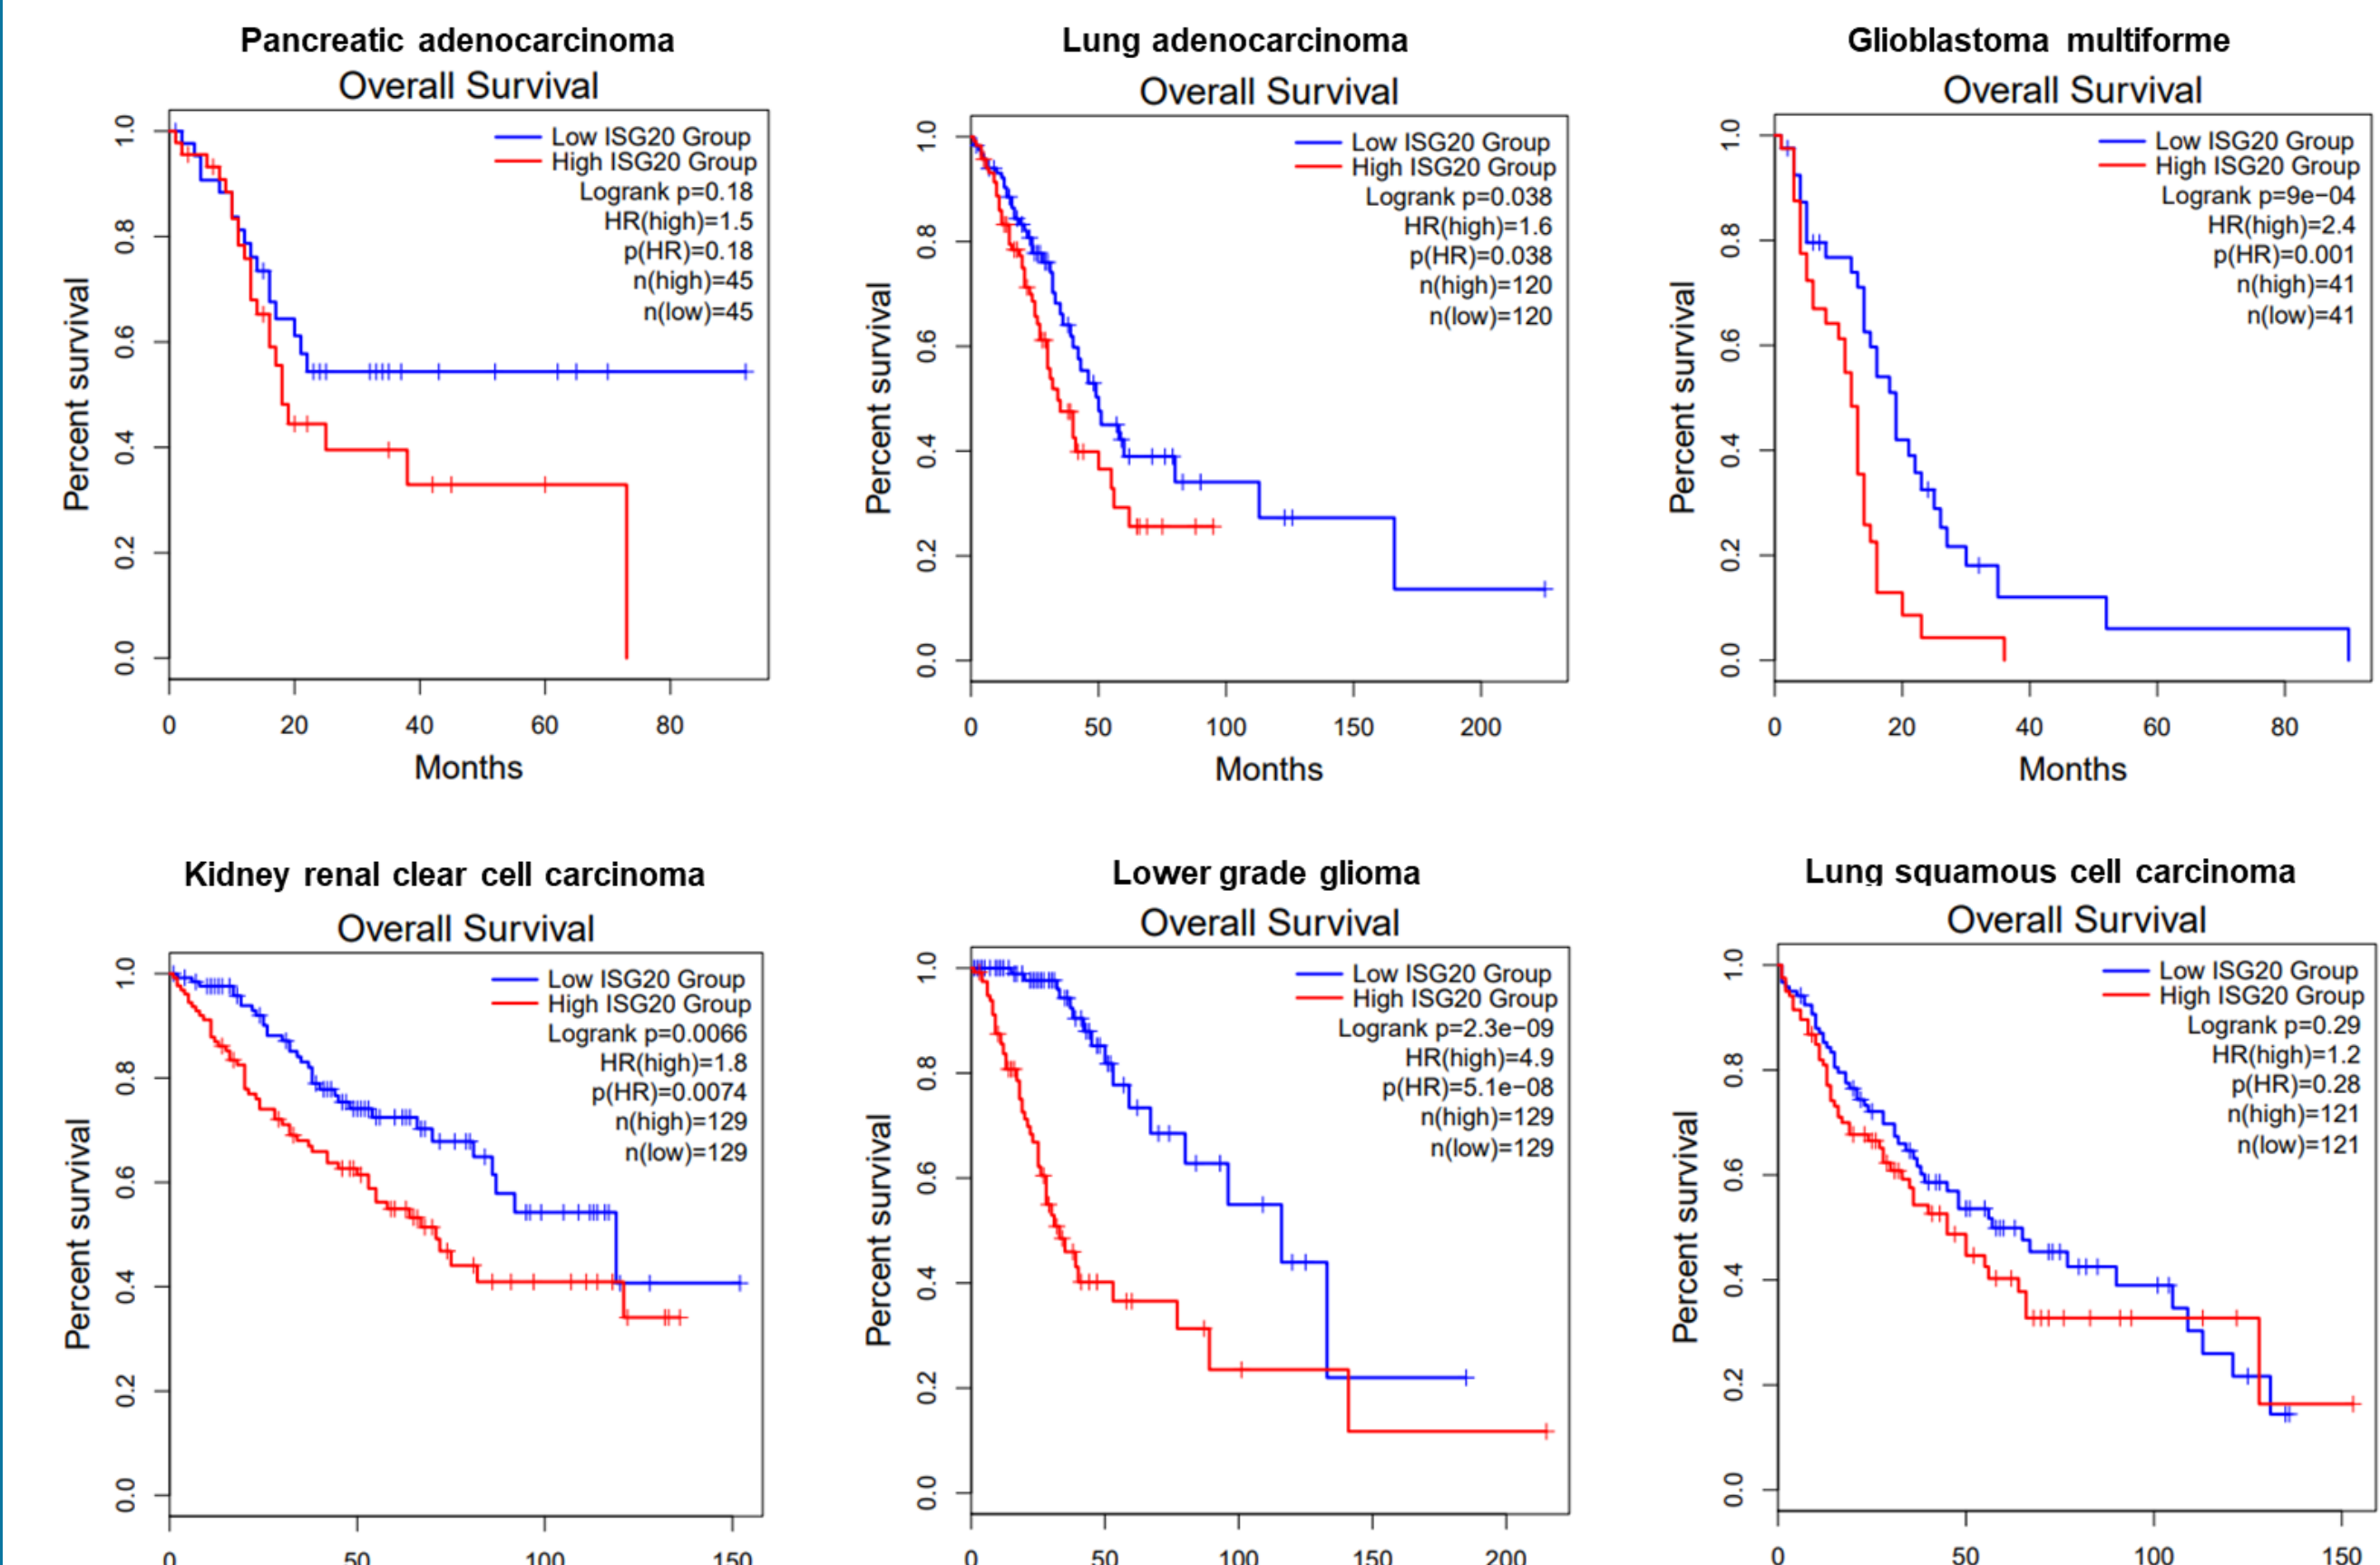 Pancreatic adenocarcinoma
Overall Survival
Low ISG20 Group
High ISG20 Group
Logrank p=0.18
HR(high)=1.5
p(HR)=0.18
n(high)=45
n(low)=45
Percent survival
1.0
0.8
0.6
0.4
0.2
0.0
0 20 40 60 80
Months
Lung adenocarcinoma
Overall Survival
Low ISG20 Group
High ISG20 Group
Logrank p=0.038
HR(high)=1.6
p(HR)=0.038
n(high)=120
n(low)=120
Percent survival
1.0
0.8
0.6
0.4
0.2
0.0
0 50 100 150 200
Months
Glioblastoma multiforme
Overall Survival
Low ISG20 Group
High ISG20 Group
Logrank p=9e−04
HR(high)=2.4
p(HR)=0.001
n(high)=41
n(low)=41
Percent survival
1.0
0.8
0.6
0.4
0.2
0.0
0 20 40 60 80
Months
Kidney renal clear cell carcinoma
Overall Survival
Low ISG20 Group
High ISG20 Group
Logrank p=0.0066
HR(high)=1.8
p(HR)=0.0074
n(high)=129
n(low)=129
Percent survival
1.0
0.8
0.6
0.4
0.2
0.0
0 50 100 150
Lower grade glioma
Overall Survival
Low ISG20 Group
High ISG20 Group
Logrank p=2.3e−09
HR(high)=4.9
p(HR)=5.1e−08
n(high)=129
n(low)=129
Percent survival
1.0
0.8
0.6
0.4
0.2
0.0
0 50 100 150 200
Lung squamous cell carcinoma
Overall Survival
Low ISG20 Group
High ISG20 Group
Logrank p=0.29
HR(high)=1.2
p(HR)=0.28
n(high)=121
n(low)=121
Percent survival
1.0
0.8
0.6
0.4
0.2
0.0
0 50 100 150